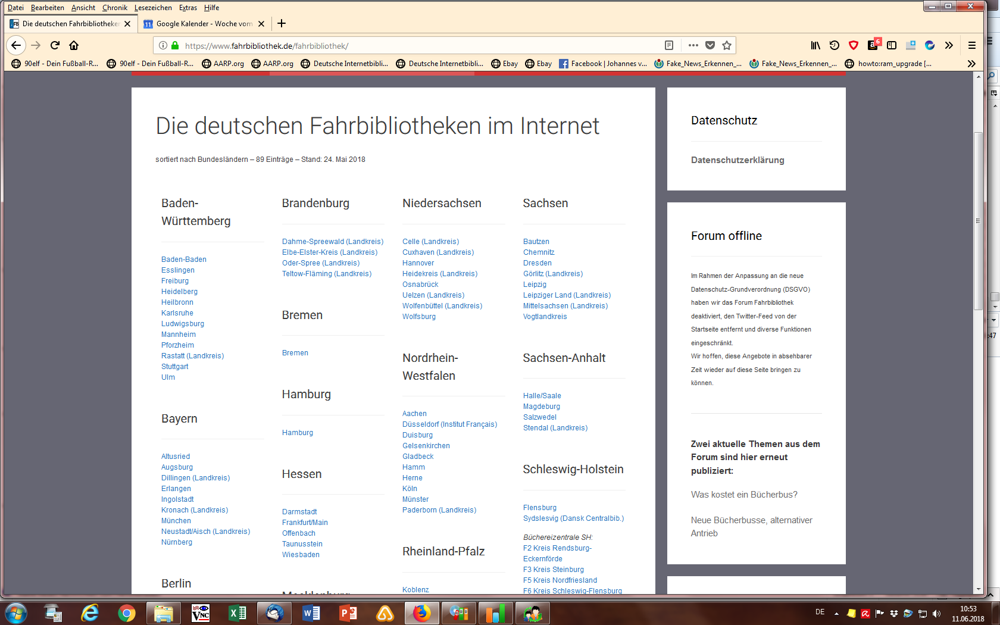 Datei Bearbeiten Ansicht Chronik Lesezeichen Extras Hilfe
Die deutschen Fahrbibliotheken
Google Kalender - Woche vom
https://www.fahrbibliothek.de/fahrbibliothek/
6
90elf - Dein Fußball-R... 90elf - Dein Fußball-R... AARP.org AARP.org Deutsche Internetbibli... Deutsche Internetbibli... Ebay Ebay Facebook | Johannes v... Fake_News_Erkennen_... Fake_News_Erkennen_... howto:ram_upgrade [...
Die deutschen Fahrbibliotheken im Internet
sortiert nach Bundesländern – 89 Einträge – Stand: 24. Mai 2018
Baden-
Württemberg
Baden-Baden
Esslingen
Freiburg
Heidelberg
Heilbronn
Karlsruhe
Ludwigsburg
Mannheim
Pforzheim
Rastatt (Landkreis)
Stuttgart
Ulm
Bayern
Altusried
Augsburg
Dillingen (Landkreis)
Erlangen
Ingolstadt
Kronach (Landkreis)
München
Neustadt/Aisch (Landkreis)
Nürnberg
Berlin
Brandenburg
Dahme-Spreewald (Landkreis)
Elbe-Elster-Kreis (Landkreis)
Oder-Spree (Landkreis)
Teltow-Fläming (Landkreis)
Bremen
Bremen
Hamburg
Hamburg
Hessen
Darmstadt
Frankfurt/Main
Offenbach
Taunusstein
Wiesbaden
Mecklenburg
Niedersachsen
Celle (Landkreis)
Cuxhaven (Landkreis)
Hannover
Heidekreis (Landkreis)
Osnabrück
Uelzen (Landkreis)
Wolfenbüttel (Landkreis)
Wolfsburg
Nordrhein-
Westfalen
Aachen
Düsseldorf (Institut Français)
Duisburg
Gelsenkirchen
Gladbeck
Hamm
Herne
Köln
Münster
Paderborn (Landkreis)
Rheinland-Pfalz
Koblenz
Sachsen
Bautzen
Chemnitz
Dresden
Görlitz (Landkreis)
Leipzig
Leipziger Land (Landkreis)
Mittelsachsen (Landkreis)
Vogtlandkreis
Sachsen-Anhalt
Halle/Saale
Magdeburg
Salzwedel
Stendal (Landkreis)
Schleswig-Holstein
Flensburg
Sydslesvig (Dansk Centralbib.)
Büchereizentrale SH:
F2 Kreis Rendsburg-
Eckernförde
F3 Kreis Steinburg
F5 Kreis Nordfriesland
F6 Kreis Schleswig-Flensburg
Datenschutz
Datenschutzerklärung
Forum offline
Im Rahmen der Anpassung an die neue
Datenschutz-Grundverordnung (DSGVO)
haben wir das Forum Fahrbibliothek
deaktiviert, den Twitter-Feed von der
Startseite entfernt und diverse Funktionen
eingeschränkt.
Wir hoffen, diese Angebote in absehbarer
Zeit wieder auf diese Seite bringen zu
können.
Zwei aktuelle Themen aus dem
Forum sind hier erneut
publiziert:
Was kostet ein Bücherbus?
Neue Bücherbusse, alternativer
Antrieb
:47
DE
10:53
11.06.2018